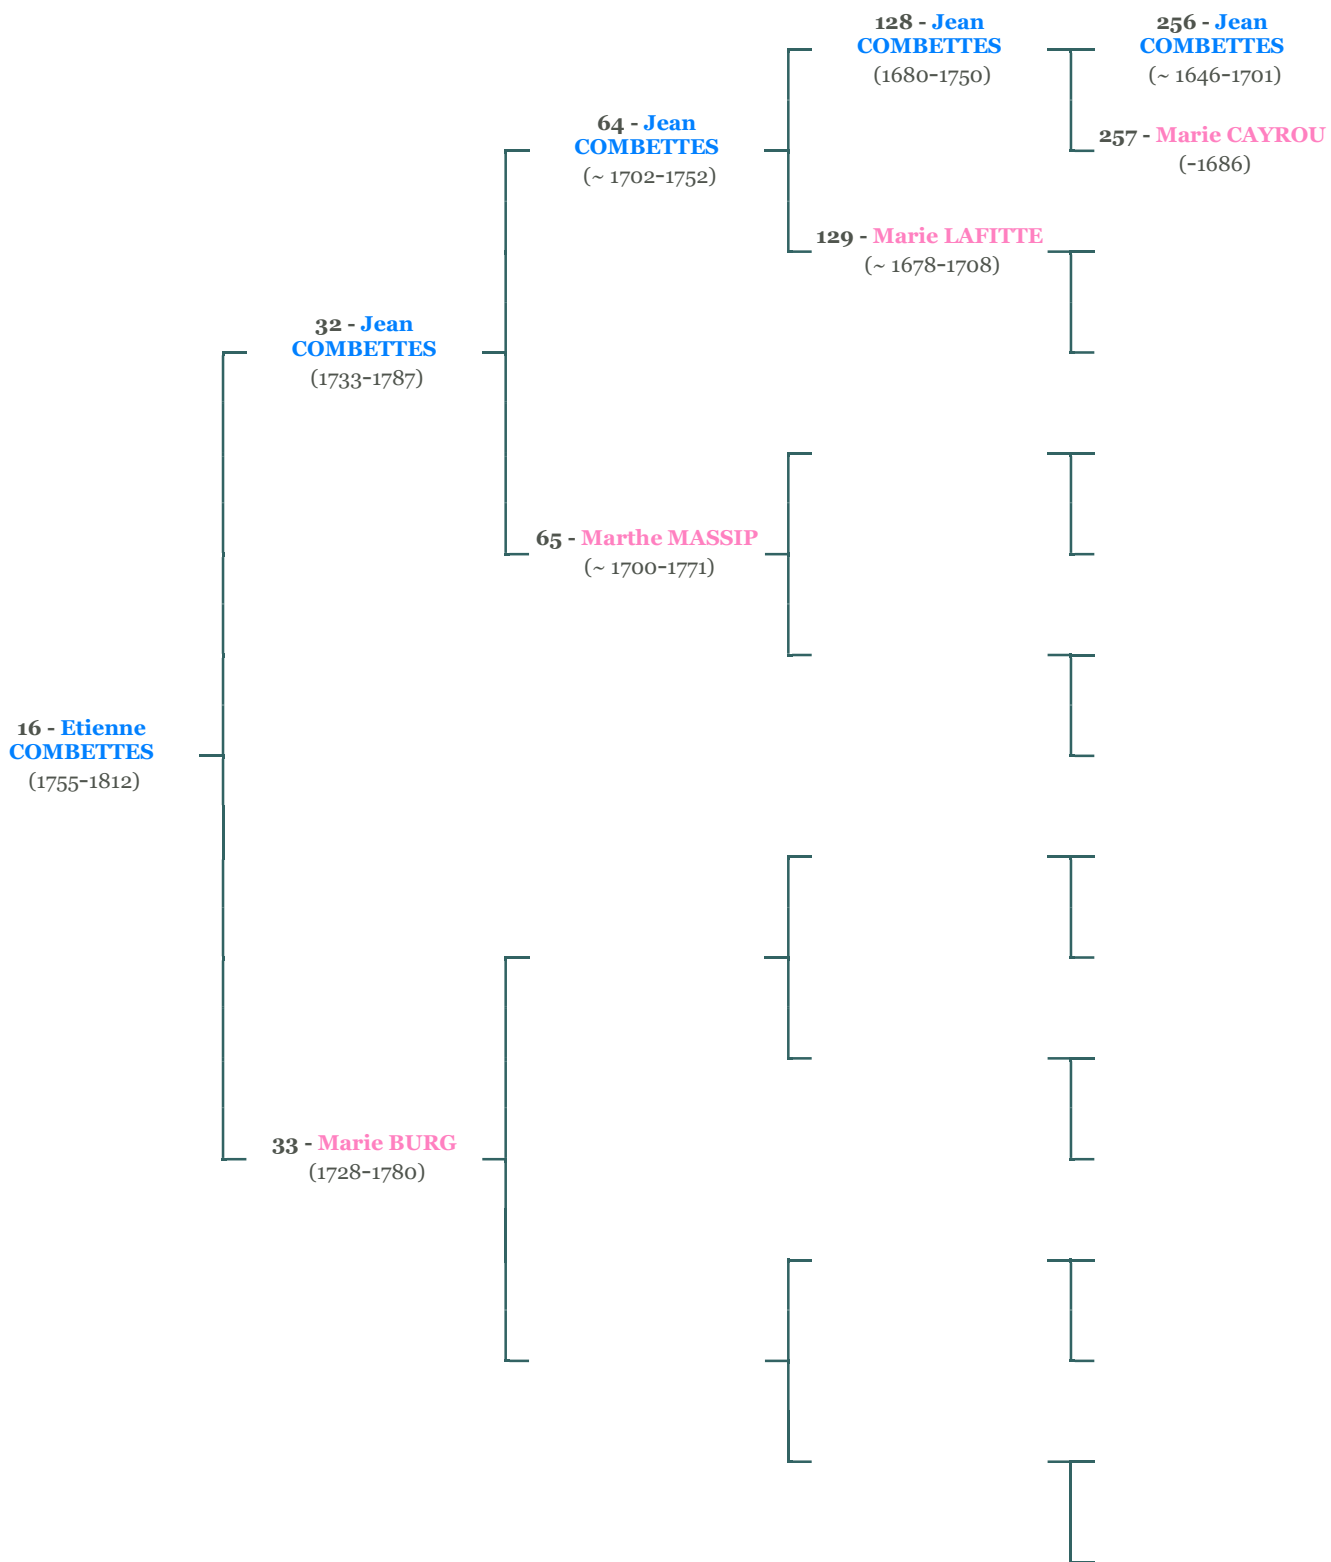 128 - Jean
COMBETTES
(1680-1750)
256 - Jean
COMBETTES
(~ 1646-1701)
64 - Jean
COMBETTES
(~ 1702-1752)
257 - Marie CAYROU
(-1686)
129 - Marie LAFITTE
(~ 1678-1708)
32 - Jean
COMBETTES
(1733-1787)
65 - Marthe MASSIP
(~ 1700-1771)
16 - Etienne
COMBETTES
(1755-1812)
33 - Marie BURG
(1728-1780)